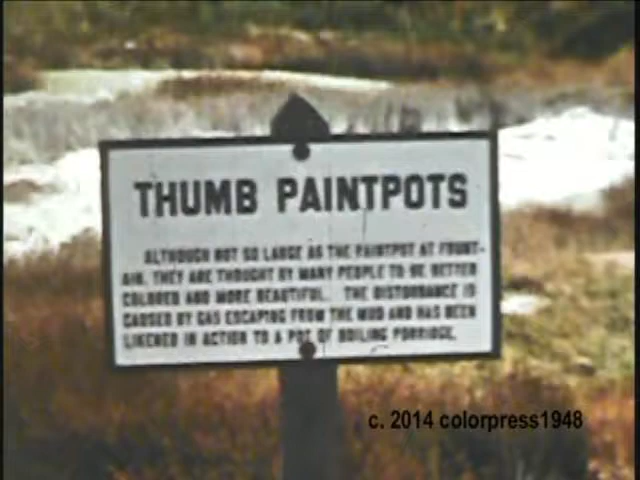 THUMB PAINTPOTS
ALTHOUGH NOT SO LARGE AS THE PAINTPOT AT FOUNT-
AIN, THEY ARE THOUGHT BY MANY PEOPLE TO BE BETTER
COLORED AND MORE BEAUTIFUL. THE DISTURBANCE IS
CAUSED BY GAS ESCAPING FROM THE MUD AND HAS BEEN
LIKENED IN ACTION TO A POT OF BOILING PORRIDGE.
c. 2014 colorpress1948